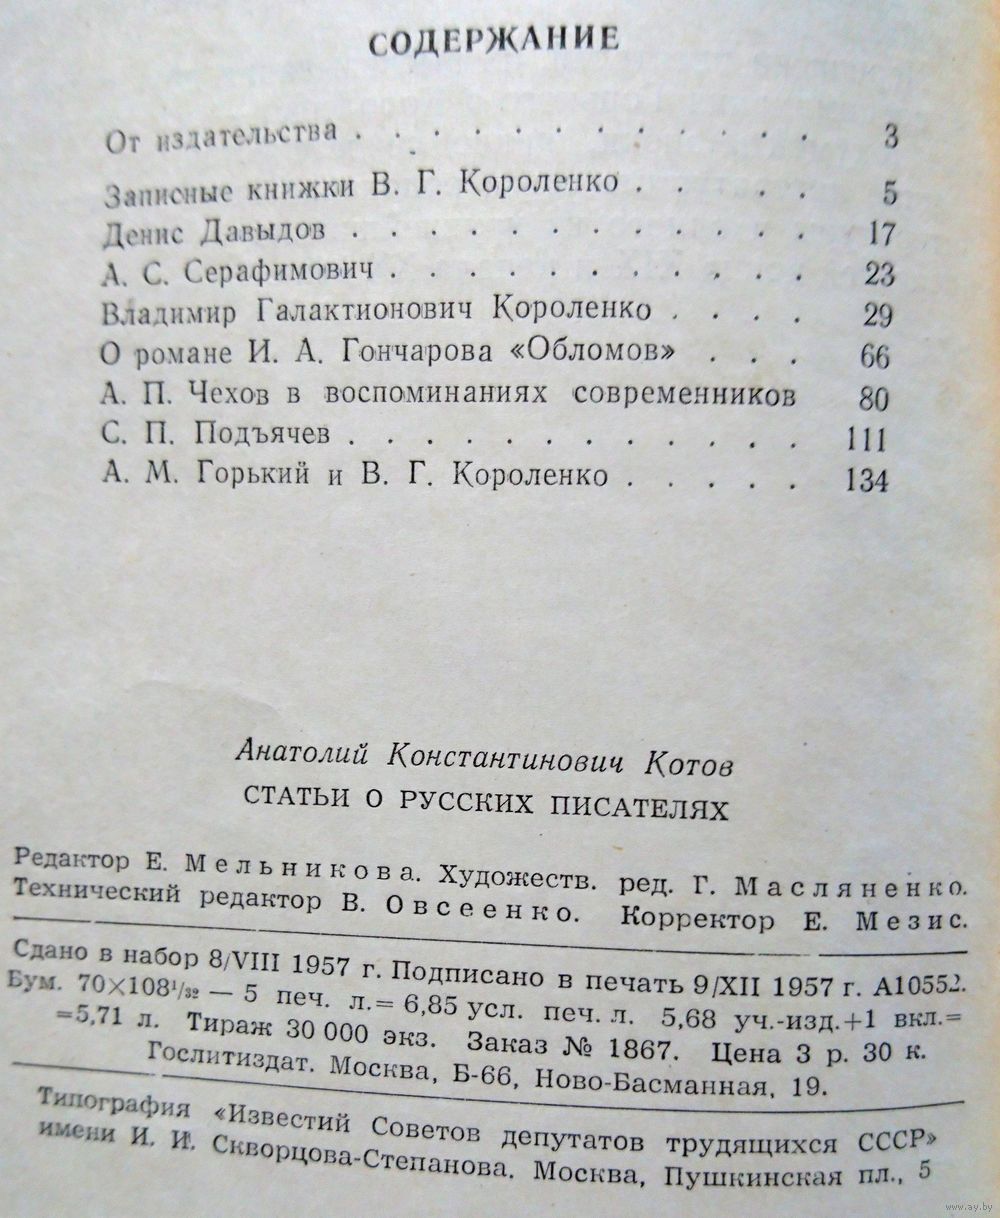 СОДЕРЖАНИЕ
От издательства . . . . . . . . . . . . 3
Записные книжки В. Г. Короленко . . . . . 5
Денис Давыдов . . . . . . . . . . . . 17
А. С. Серафимович . . . . . . . . . . . 23
Владимир Галактионович Короленко . . . . 29
О романе И. А. Гончарова «Обломов» . . . 66
А. П. Чехов в воспоминаниях современников 80
С. П. Подъячев . . . . . . . . . . . . 111
А. М. Горький и В. Г. Короленко . . . . . 134
Анатолий Константинович Котов
СТАТЬИ О РУССКИХ ПИСАТЕЛЯХ
Редактор Е. Мельникова. Художеств. ред. Г. Масляненко.
Технический редактор В. Овсеенко. Корректор Е. Мезис.
Сдано в набор 8/VIII 1957 г. Подписано в печать 9/XII 1957 г. А10552.
Бум. 70×108¹/₃₂ — 5 печ. л.= 6,85 усл. печ. л. 5,68 уч.-изд.+1 вкл.=
=5,71 л. Тираж 30 000 экз. Заказ № 1867. Цена 3 р. 30 к.
Гослитиздат. Москва, Б-66, Ново-Басманная, 19.
Типография «Известий Советов депутатов трудящихся СССР»
имени И. И. Скворцова-Степанова. Москва, Пушкинская пл., 5
www.ay.by